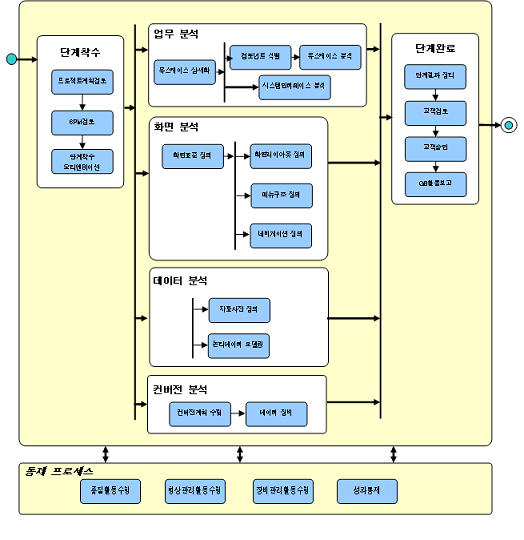 단계착수
프로젝트계획검토
SPM검토
단계착수
오리엔테이션
업무 분석
유스케이스 상세화
컴포넌트 식별
유스케이스 분석
시스템인터페이스 분석
화면 분석
화면표준 정의
화면레이아웃 정의
메뉴구조 정의
네비게이션 정의
데이터 분석
자료사전 정의
논리데이터 모델링
컨버전 분석
컨버전계획 수립
데이터 정비
단계완료
단계결과 정리
고객검토
고객승인
QA활동보고
통제 프로세스
품질활동수행
형상관리활동수행
장비관리활동수행
성과통제